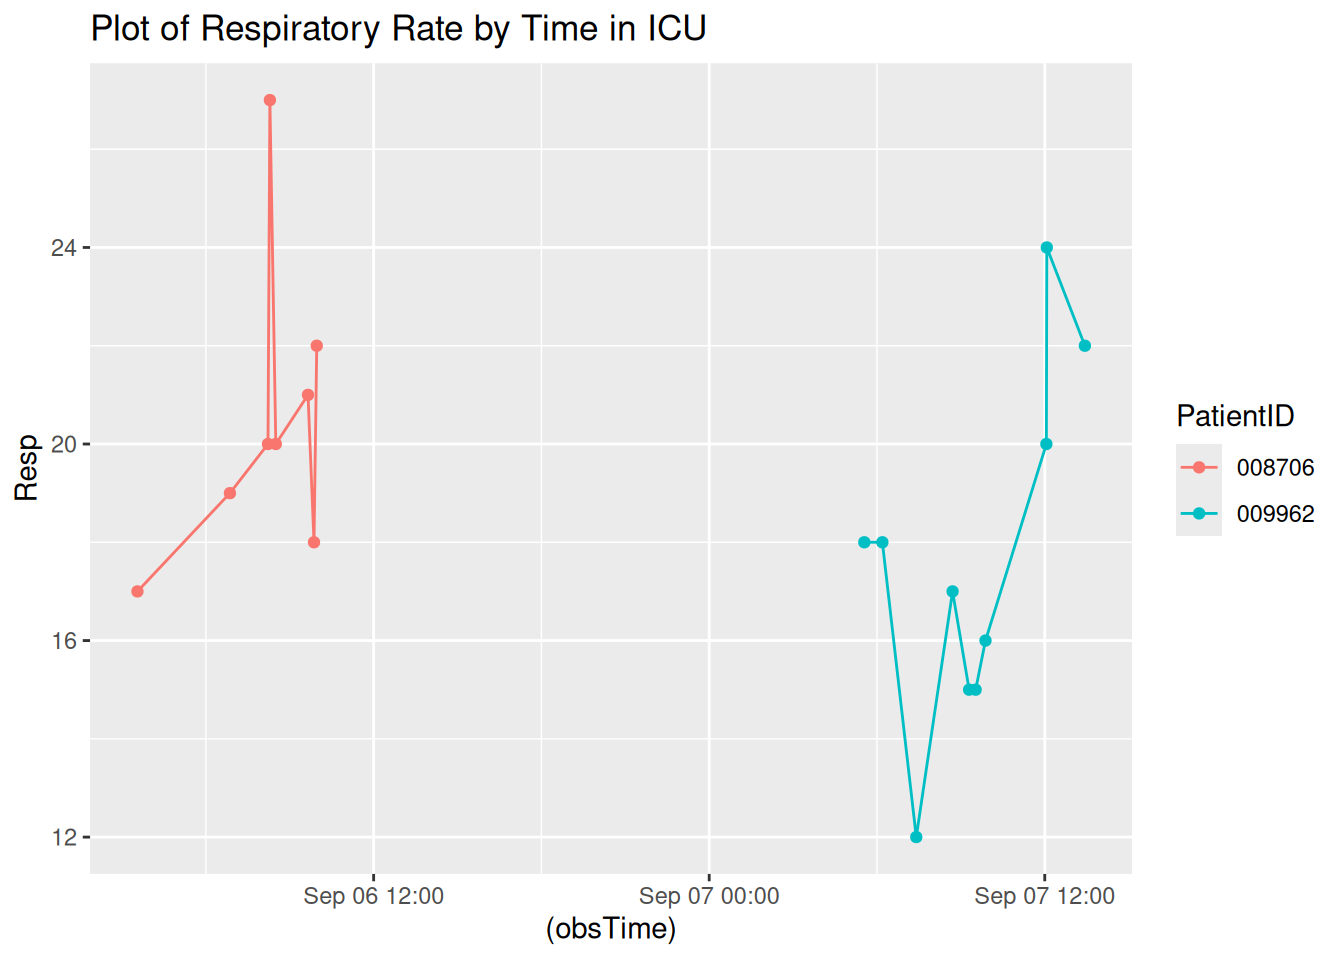 Plot of Respiratory Rate by Time in ICU
24
20
16
12
Resp
Sep 06 12:00
Sep 07 00:00
Sep 07 12:00
(obsTime)
PatientID
008706
009962